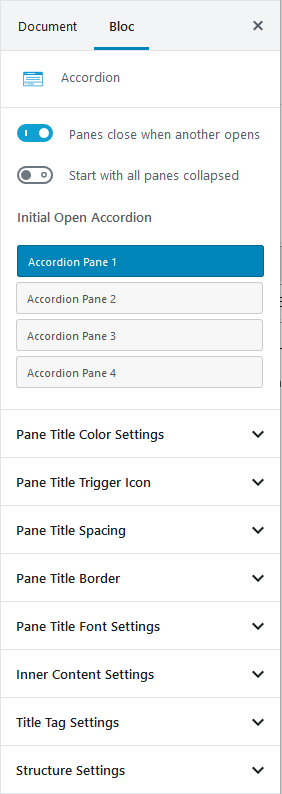 Document Bloc
Accordion
Panes close when another opens
Start with all panes collapsed
Initial Open Accordion
Accordion Pane 1
Accordion Pane 2
Accordion Pane 3
Accordion Pane 4
Pane Title Color Settings
Pane Title Trigger Icon
Pane Title Spacing
Pane Title Border
Pane Title Font Settings
Inner Content Settings
Title Tag Settings
Structure Settings